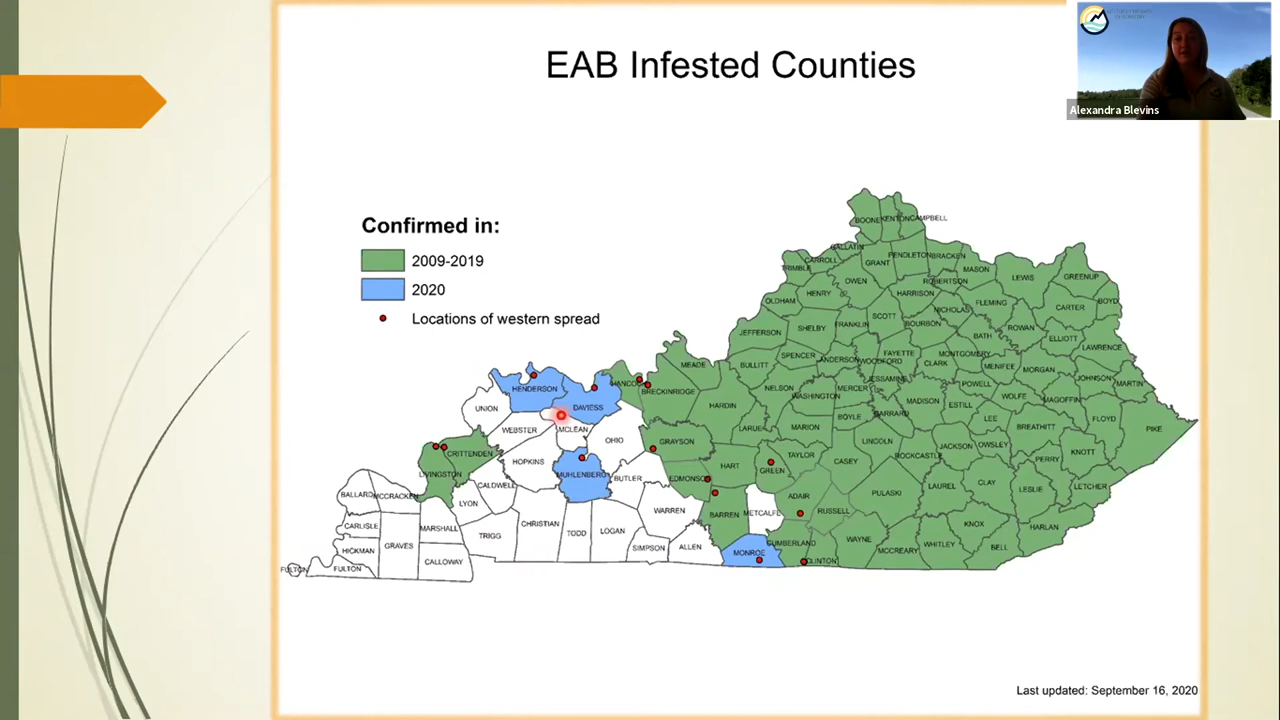 EAB Infested Counties
Alexandra Blevins
Confirmed in:
2009-2019
2020
Locations of western spread
BOONE
KENTON
CAMPBELL
GALLATIN
GRANT
PENDLETON
BRACKEN
CARROLL
TRIMBLE
OWEN
ROBERTSON
MASON
LEWIS
GREENUP
HENRY
HARRISON
OLDHAM
NICHOLAS
FLEMING
CARTER
BOYD
SCOTT
JEFFERSON
SHELBY
FRANKLIN
BOURBON
BATH
ROWAN
ELLIOTT
LAWRENCE
MEADE
BULLITT
SPENCER
ANDERSON
WOODFORD
FAYETTE
CLARK
MONTGOMERY
MENIFEE
MORGAN
JOHNSON
MARTIN
HENDERSON
DAVIESS
HANCOCK
BRECKINRIDGE
HARDIN
NELSON
WASHINGTON
MERCER
JESSAMINE
MADISON
ESTILL
POWELL
WOLFE
MAGOFFIN
FLOYD
PIKE
UNION
WEBSTER
MCLEAN
OHIO
GRAYSON
LARUE
MARION
BOYLE
GARRARD
LEE
BREATHITT
CRITTENDEN
HOPKINS
LIVINGSTON
CALDWELL
MUHLENBERG
BUTLER
EDMONSON
HART
GREEN
TAYLOR
CASEY
LINCOLN
ROCKCASTLE
JACKSON
OWSLEY
PERRY
KNOTT
LETCHER
BALLARD
MCCRACKEN
LYON
WARREN
BARREN
METCALFE
ADAIR
RUSSELL
PULASKI
LAUREL
CLAY
LESLIE
CARLISLE
GRAVES
MARSHALL
TRIGG
CHRISTIAN
TODD
LOGAN
SIMPSON
ALLEN
MONROE
CUMBERLAND
CLINTON
WAYNE
MCCREARY
WHITLEY
KNOX
BELL
HARLAN
HICKMAN
FULTON
FULTON
CALLOWAY
Last updated: September 16, 2020